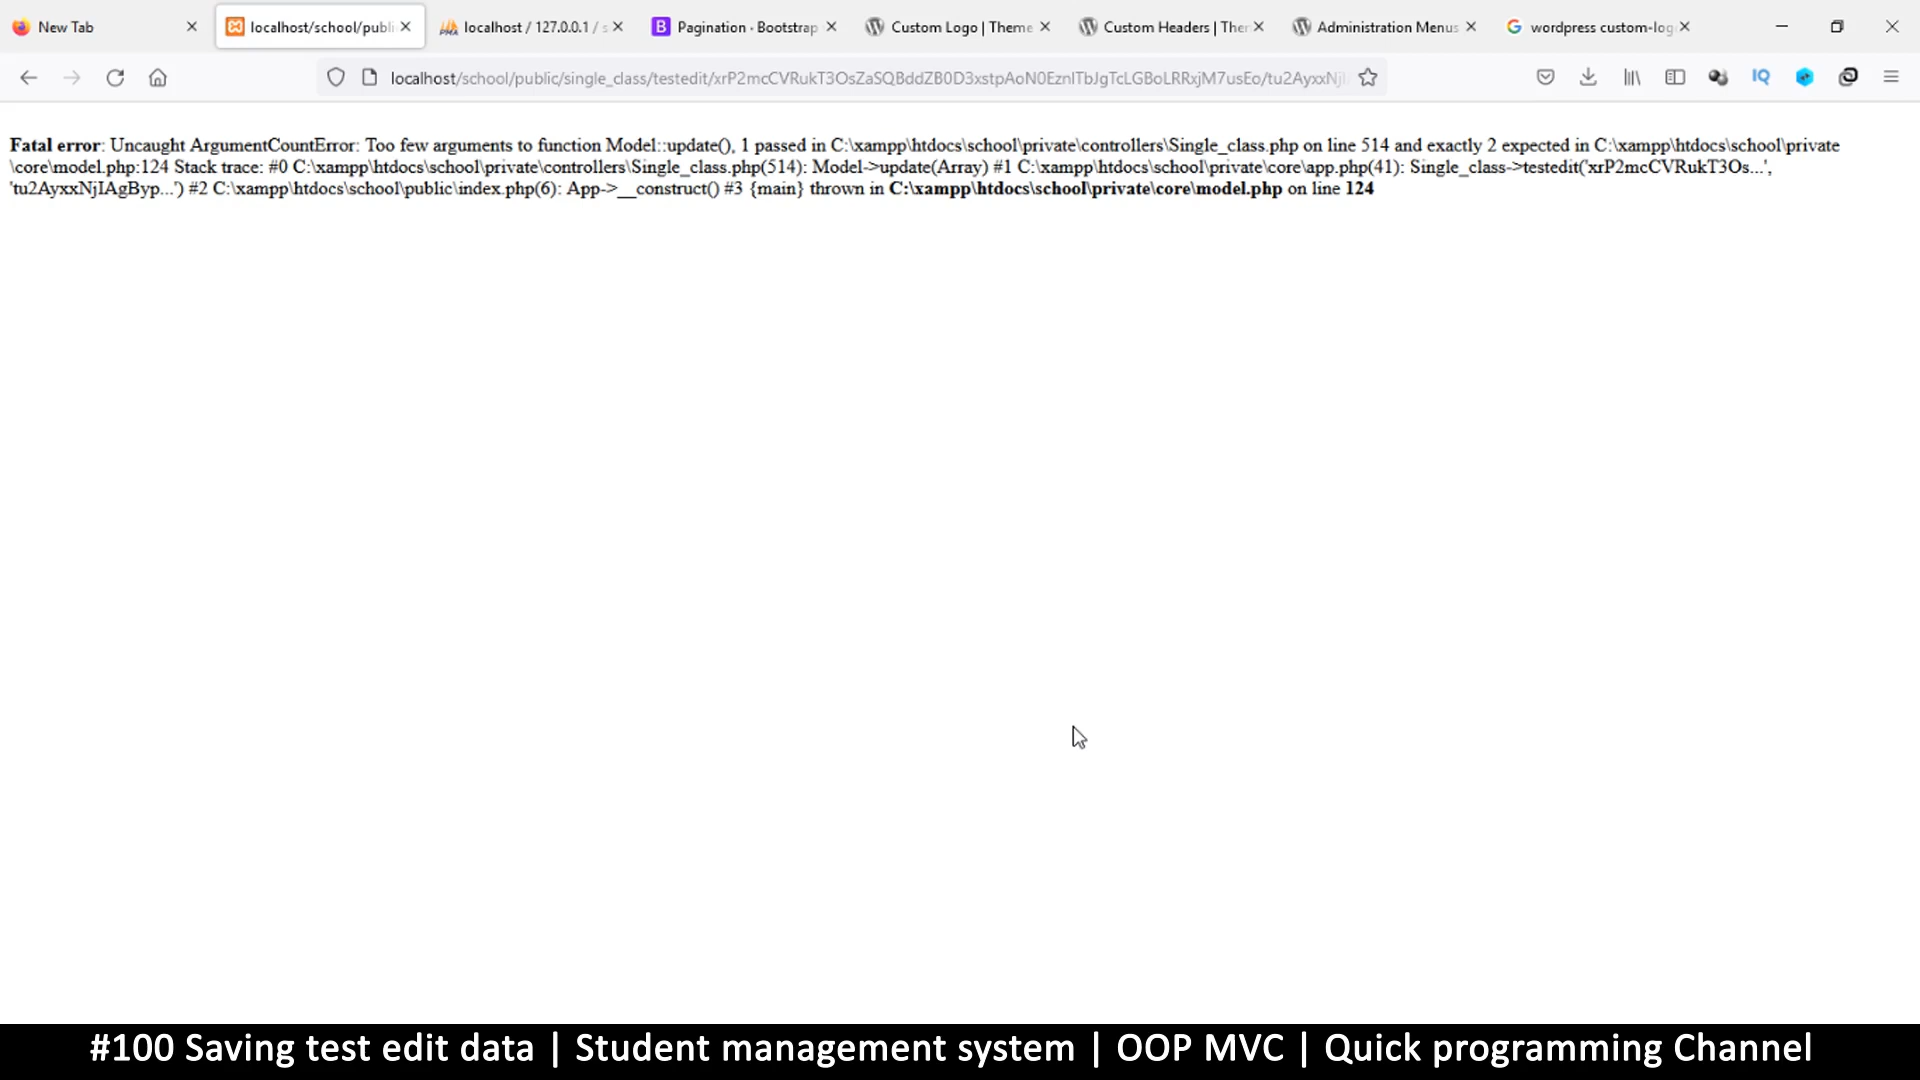 New Tab
localhost/school/publi
localhost / 127.0.0.1 / s
Pagination · Bootstrap
Custom Logo | Theme
Custom Headers | Ther
Administration Menus
wordpress custom-log
localhost/school/public/single_class/testedit/
IQ
Fatal error: Uncaught ArgumentCountError: Too few arguments to function Model::update(), 1 passed in C:\xampp\htdocs\school\private\controllers\Single_class.php on line 514 and exactly 2 expected in C:\xampp\htdocs\school\private
\core\model.php:124 Stack trace: #0 C:\xampp\htdocs\school\private\controllers\Single_class.php(514): Model->update(Array) #1 C:\xampp\htdocs\school\private\core\app.php(41): Single_class->testedit('xrP2mcCVRukT3Os...',
'tu2AyxxNjIAgByp...') #2 C:\xampp\htdocs\school\public\index.php(6): App->__construct() #3 {main} thrown in C:\xampp\htdocs\school\private\core\model.php on line 124
#100 Saving test edit data | Student management system | OOP MVC | Quick programming Channel